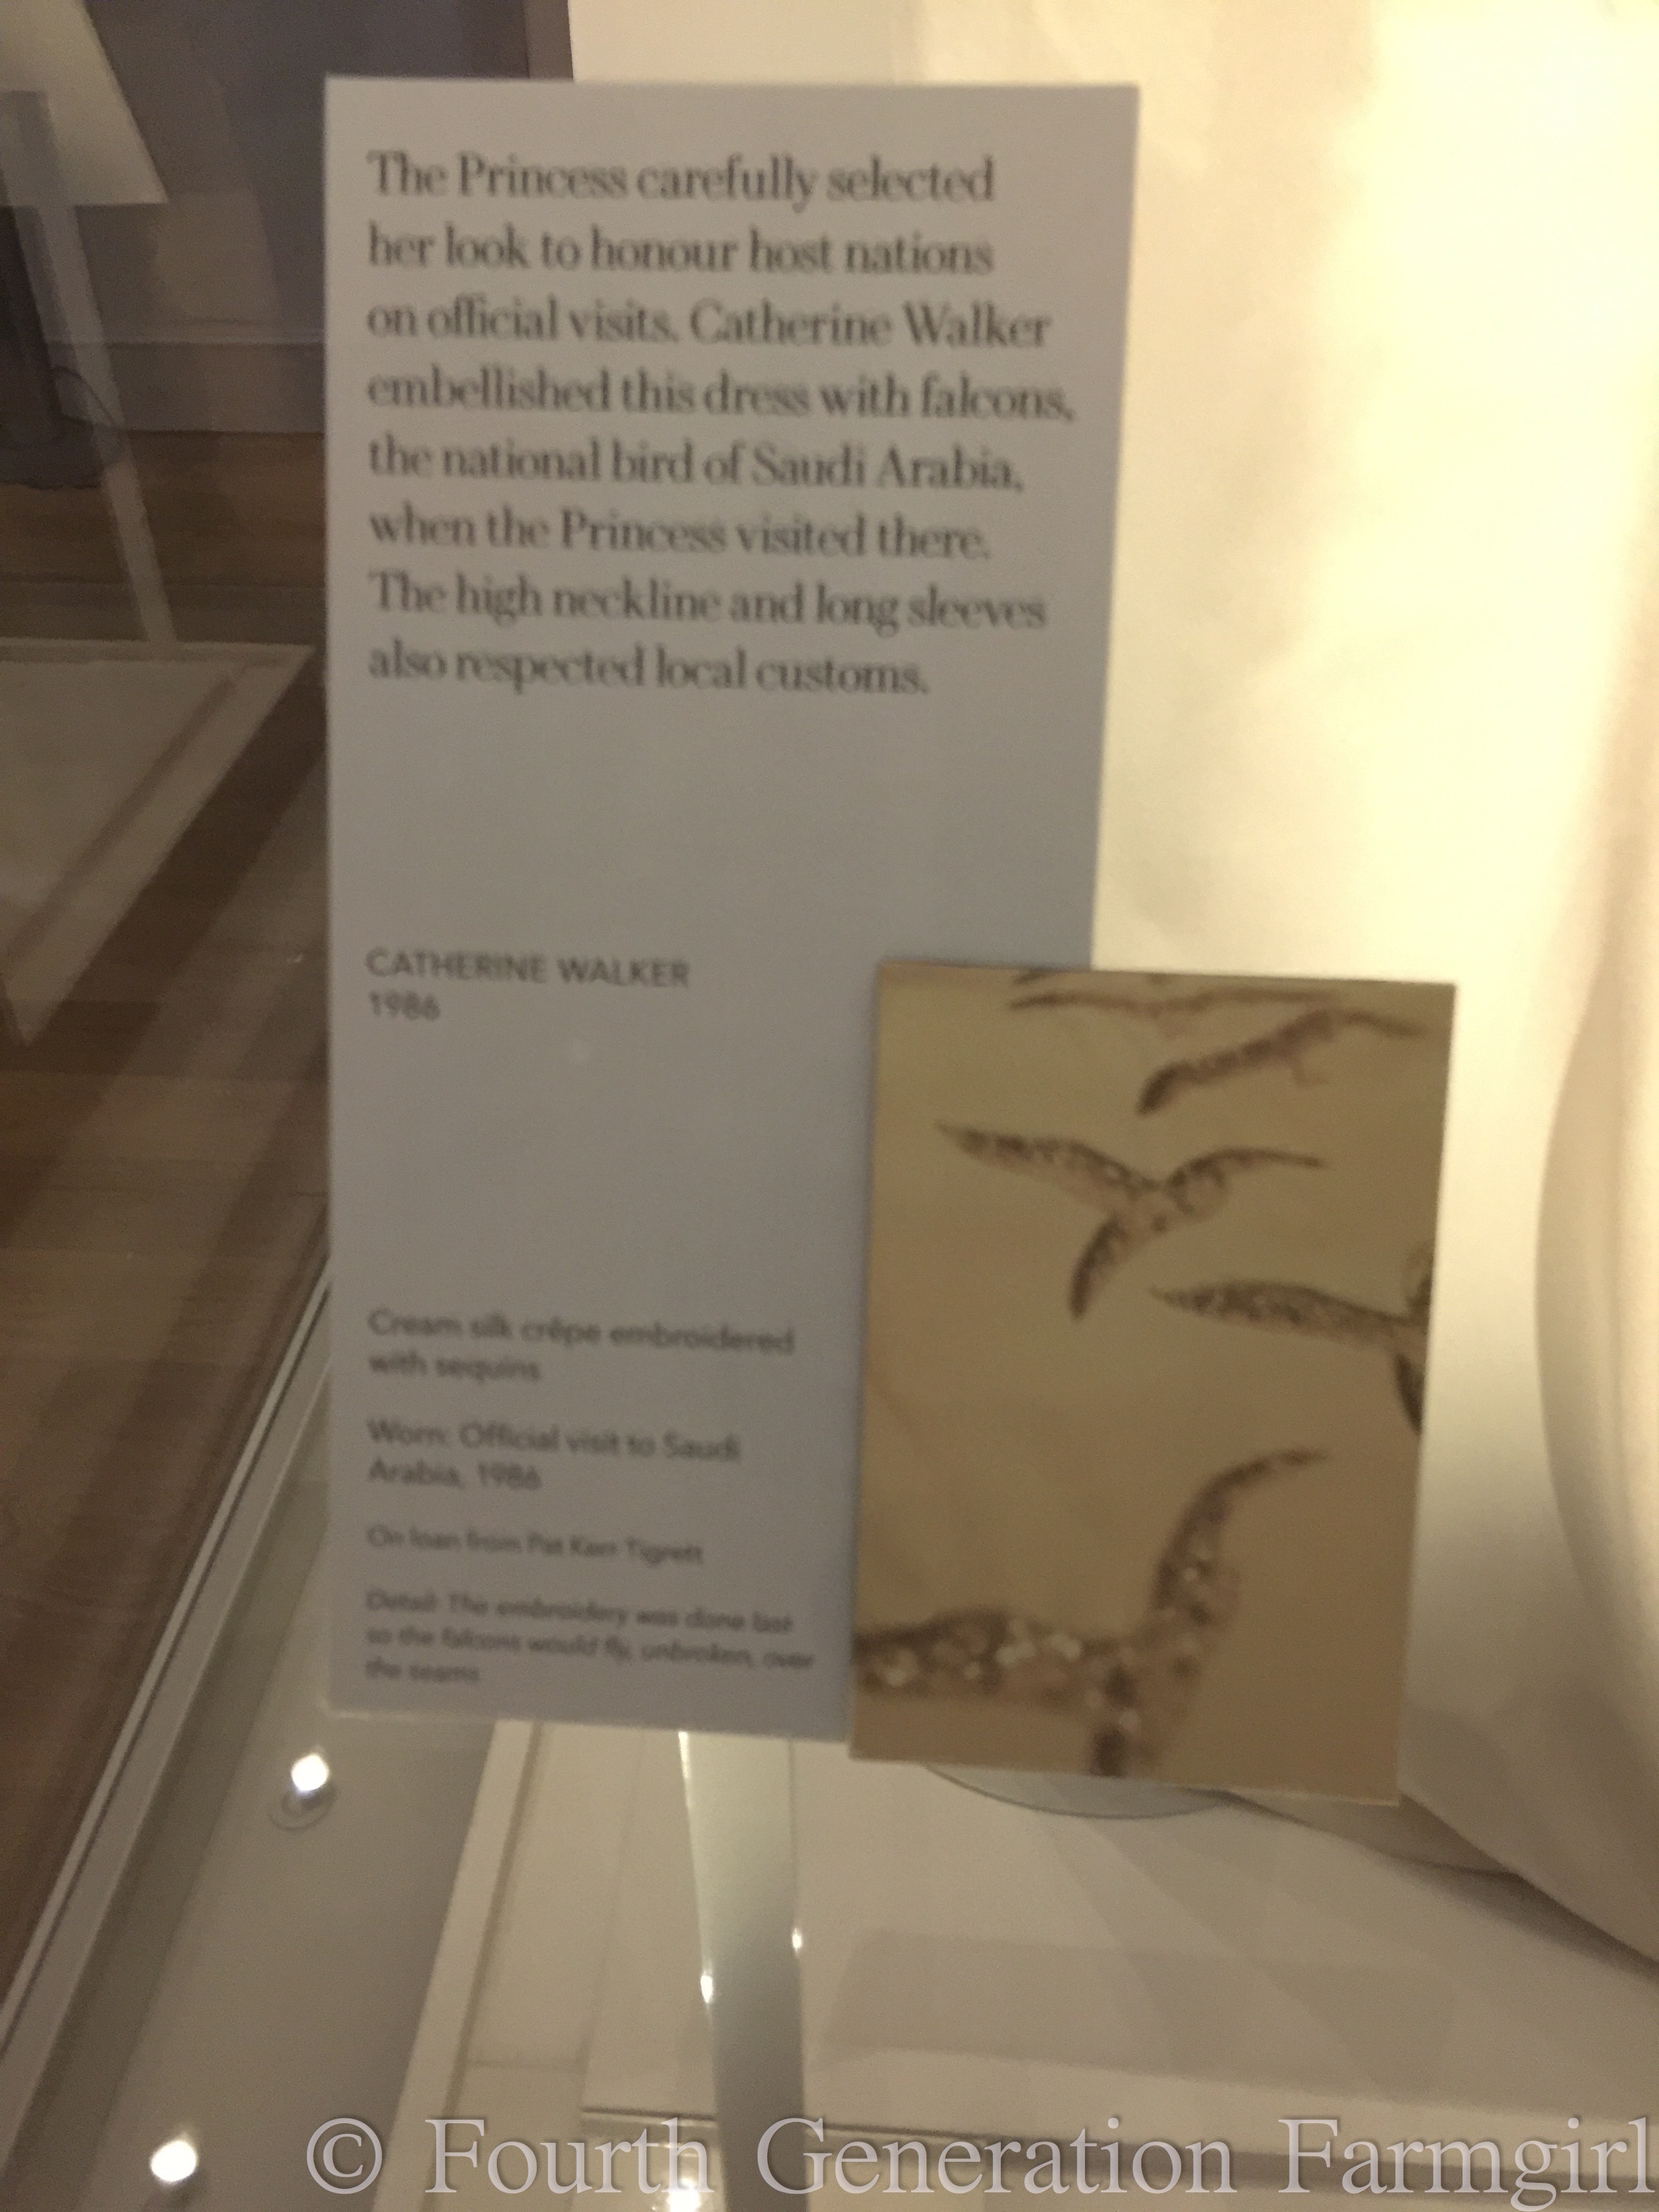 The Princess carefully selected
her look to honour host nations
on official visits. Catherine Walker
embellished this dress with falcons,
the national bird of Saudi Arabia,
when the Princess visited there.
The high neckline and long sleeves
also respected local customs.
CATHERINE WALKER
1986
Cream silk crêpe embroidered
with sequins
Worn: Official visit to Saudi
Arabia, 1986
On loan from Pat Kerr Tigrett
Detail: The embroidery was done last
so the falcons would fly, unbroken, over
the seams
© Fourth Generation Farmgirl